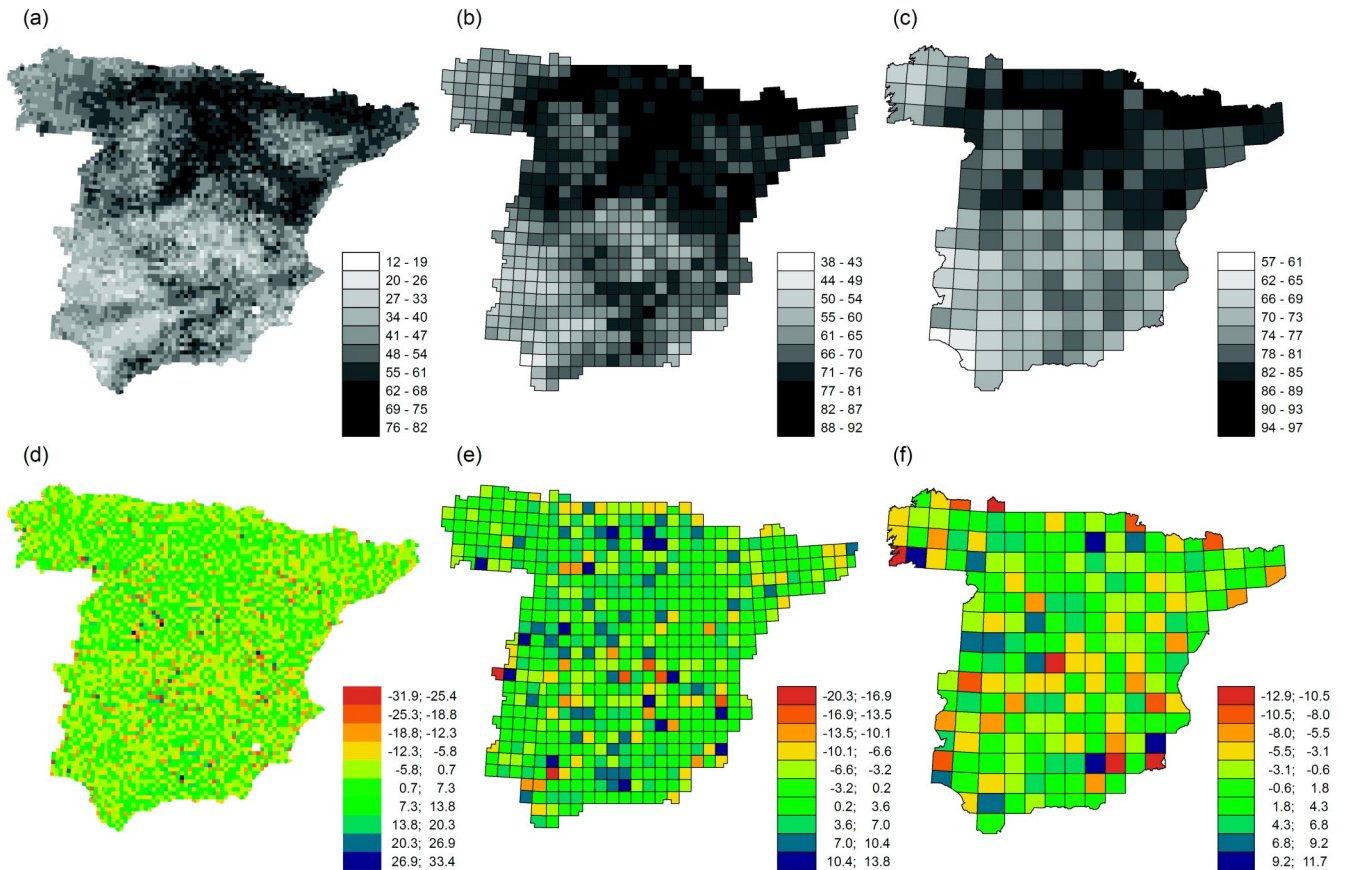 (a)
12 - 19
20 - 26
27 - 33
34 - 40
41 - 47
48 - 54
55 - 61
62 - 68
69 - 75
76 - 82
(b)
38 - 43
44 - 49
50 - 54
55 - 60
61 - 65
66 - 70
71 - 76
77 - 81
82 - 87
88 - 92
(c)
57 - 61
62 - 65
66 - 69
70 - 73
74 - 77
78 - 81
82 - 85
86 - 89
90 - 93
94 - 97
(d)
-31.9; -25.4
-25.3; -18.8
-18.8; -12.3
-12.3; -5.8
-5.8; 0.7
0.7; 7.3
7.3; 13.8
13.8; 20.3
20.3; 26.9
26.9; 33.4
(e)
-20.3; -16.9
-16.9; -13.5
-13.5; -10.1
-10.1; -6.6
-6.6; -3.2
-3.2; 0.2
0.2; 3.6
3.6; 7.0
7.0; 10.4
10.4; 13.8
(f)
-12.9; -10.5
-10.5; -8.0
-8.0; -5.5
-5.5; -3.1
-3.1; -0.6
-0.6; 1.8
1.8; 4.3
4.3; 6.8
6.8; 9.2
9.2; 11.7